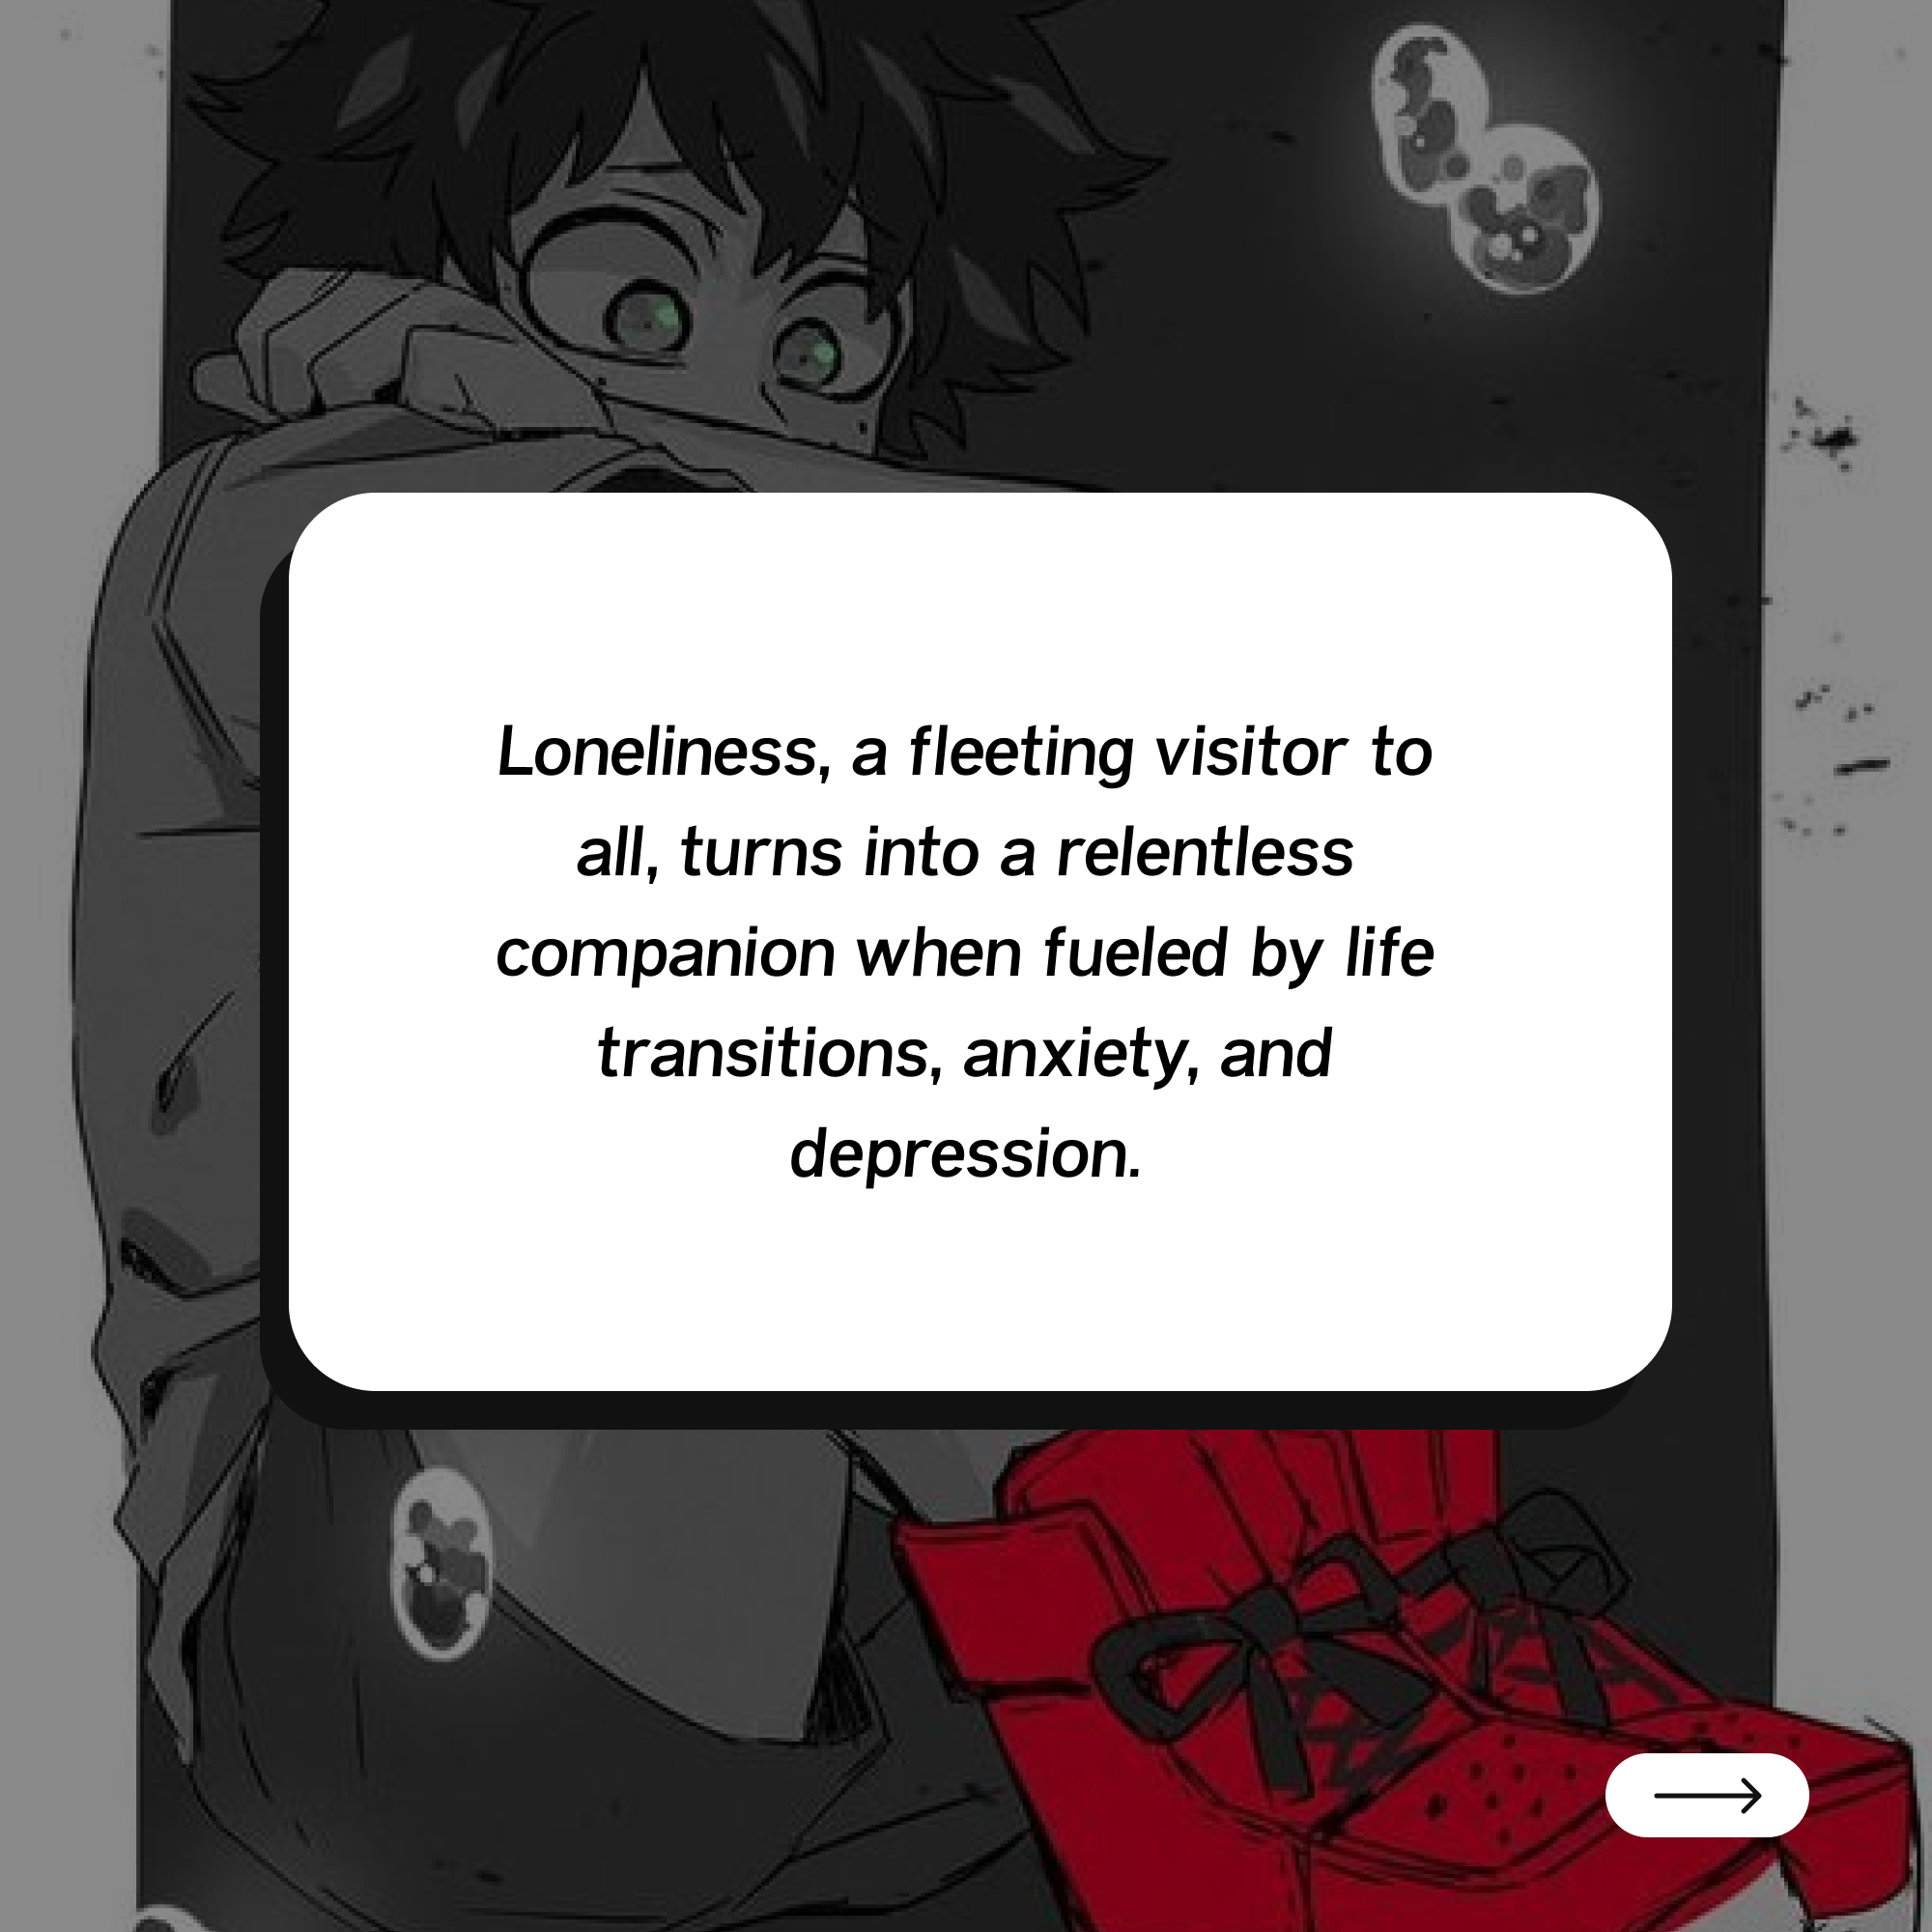 Loneliness, a fleeting visitor to
all, turns into a relentless
companion when fueled by life
transitions, anxiety, and
depression.